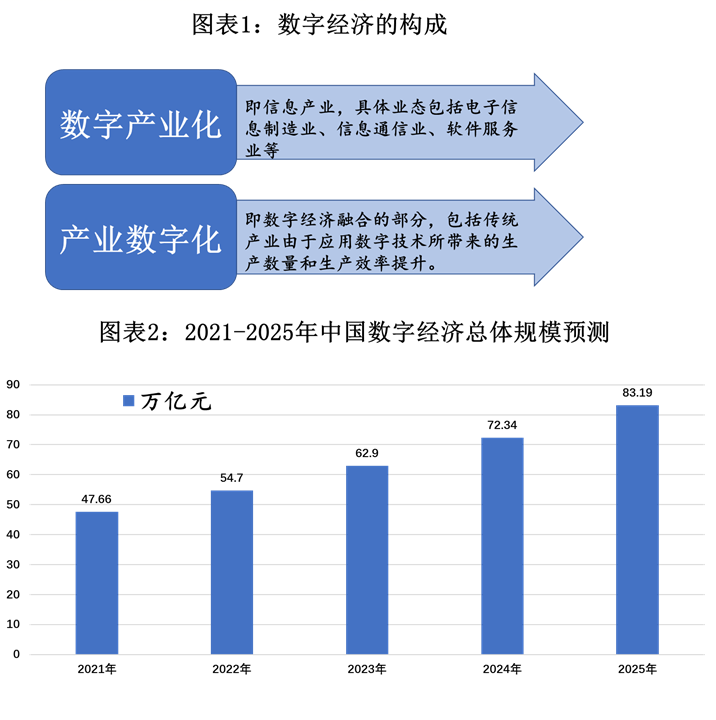 图表1：数字经济的构成
数字产业化
即信息产业，具体业态包括电子信
息制造业、信息通信业、软件服务
业等
产业数字化
即数字经济融合的部分，包括传统
产业由于应用数字技术所带来的生
产数量和生产效率提升。
图表2：2021-2025年中国数字经济总体规模预测
万亿元
90
80
70
60
50
40
30
20
10
0
47.66
54.7
62.9
72.34
83.19
2021年
2022年
2023年
2024年
2025年